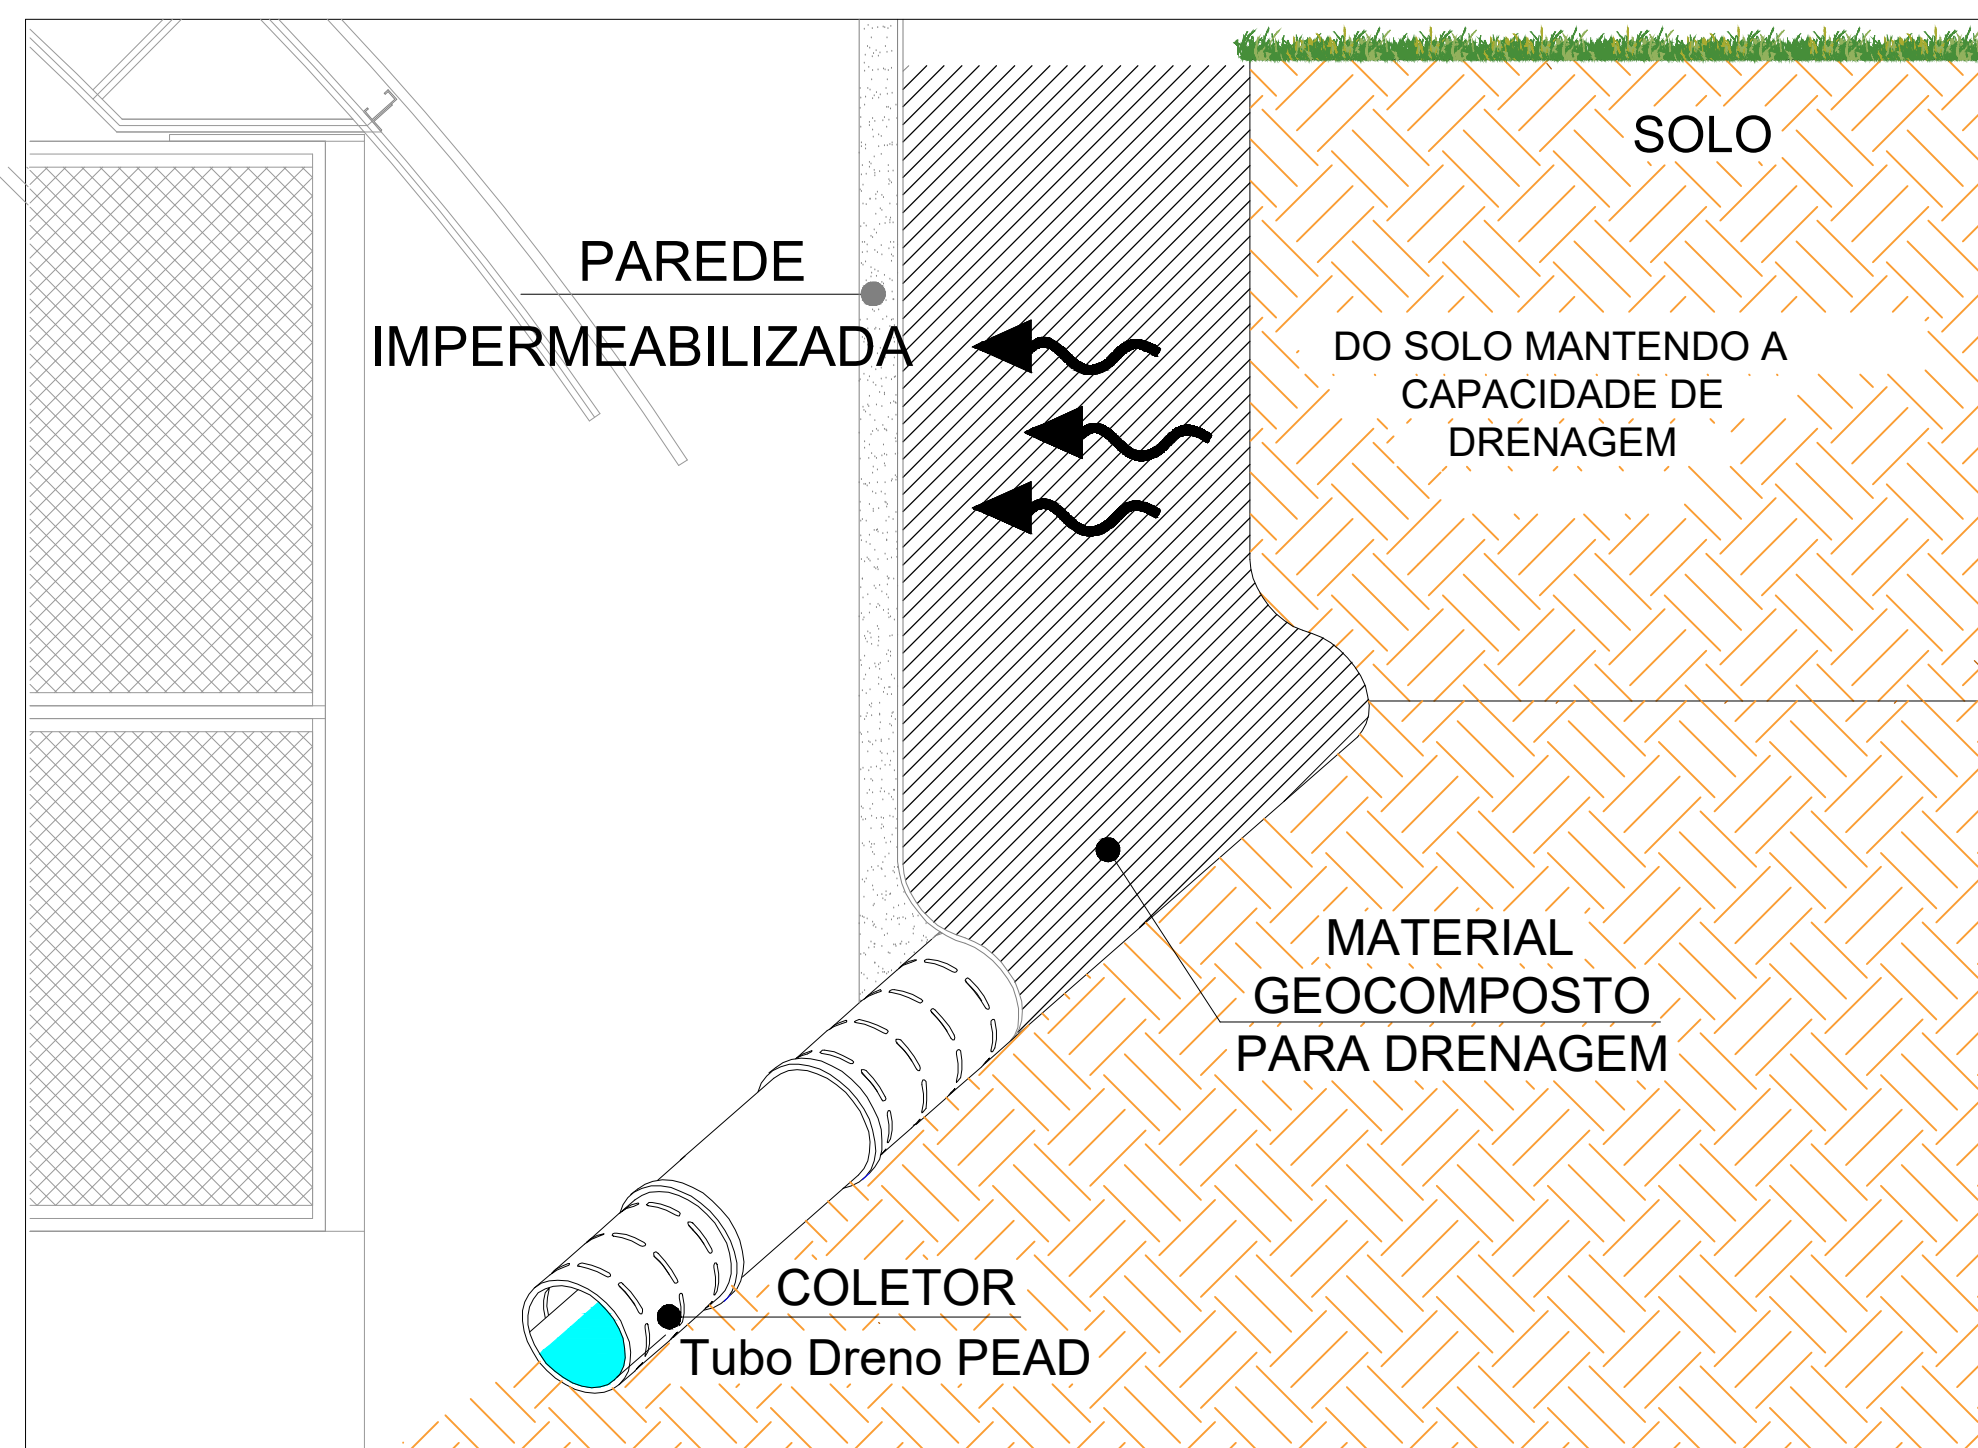 SOLO
PAREDE
IMPERMEABILIZADA
DO SOLO MANTENDO A
CAPACIDADE DE
DRENAGEM
MATERIAL
GEOCOMPOSTO
PARA DRENAGEM
COLETOR
Tubo Dreno PEAD